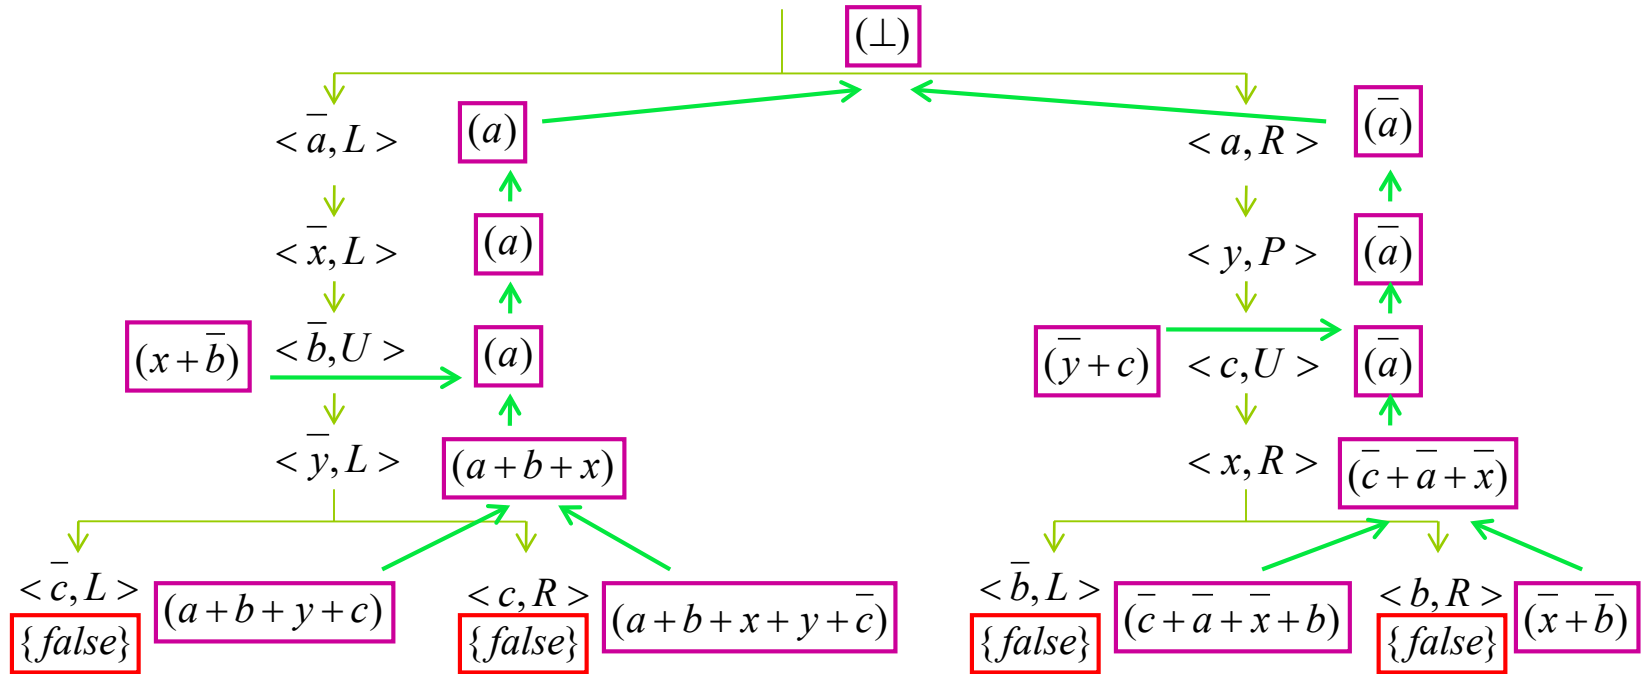 (⊥)
< a̅, L >
(a)
< a, R >
(a̅)
< x̅, L >
(a)
< y, P >
(a̅)
(x + b̅)
< b̅, U >
(a)
(y̅ + c)
< c, U >
(a̅)
< y̅, L >
(a + b + x)
< x, R >
(c̅ + a̅ + x̅)
< c̅, L >
{false}
(a + b + y + c)
< c, R >
{false}
(a + b + x + y + c̅)
< b̅, L >
{false}
(c̅ + a̅ + x̅ + b)
< b, R >
{false}
(x̅ + b̅)